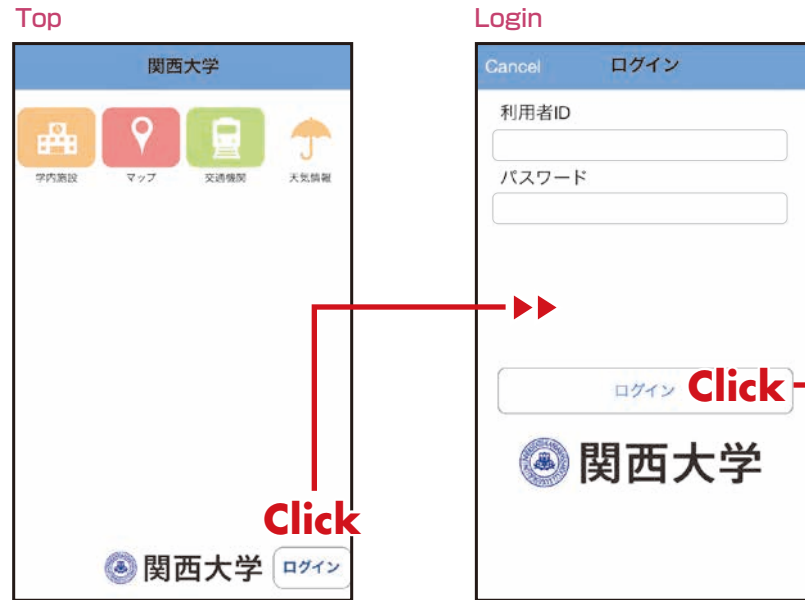 Top
関西大学
学内施設
マップ
交通機関
天気情報
Click
関西大学
ログイン
Login
Cancel
ログイン
利用者ID
パスワード
ログイン
Click
関西大学